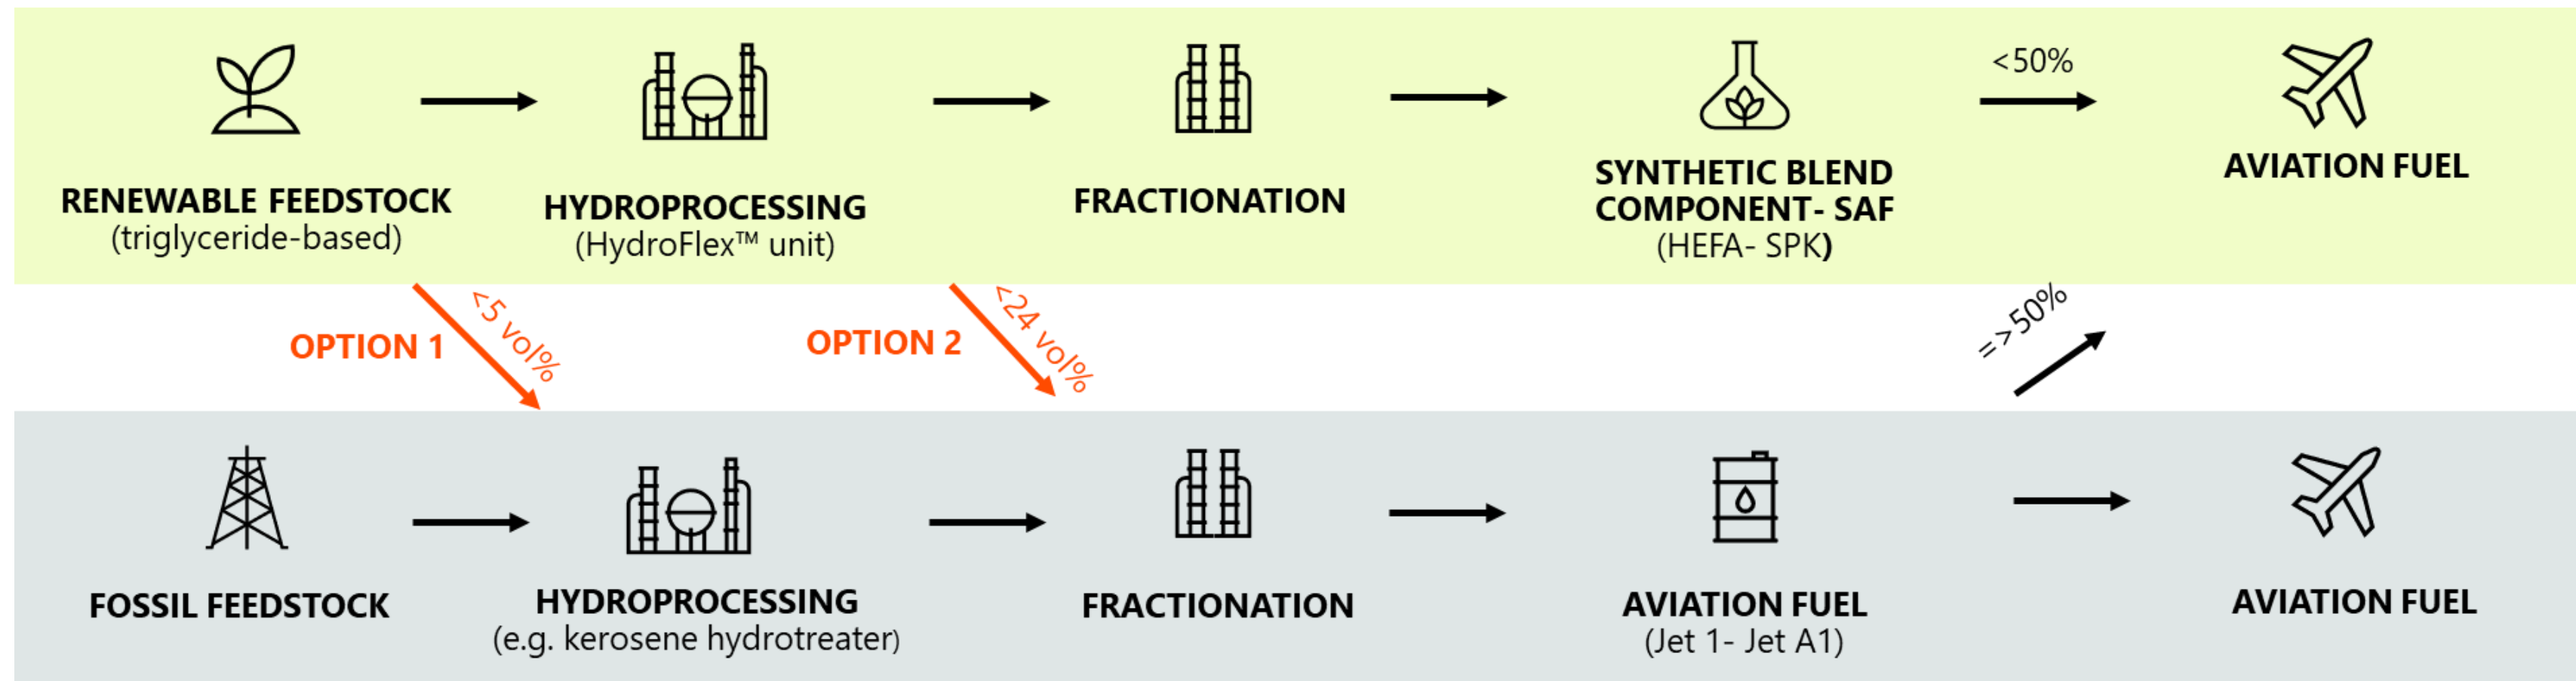 <50%
RENEWABLE FEEDSTOCK
(triglyceride-based)
HYDROPROCESSING
(HydroFlex™ unit)
FRACTIONATION
SYNTHETIC BLEND
COMPONENT- SAF
(HEFA- SPK)
AVIATION FUEL
OPTION 1
<5 vol%
OPTION 2
<24 vol%
=>50%
FOSSIL FEEDSTOCK
HYDROPROCESSING
(e.g. kerosene hydrotreater)
FRACTIONATION
AVIATION FUEL
(Jet 1- Jet A1)
AVIATION FUEL